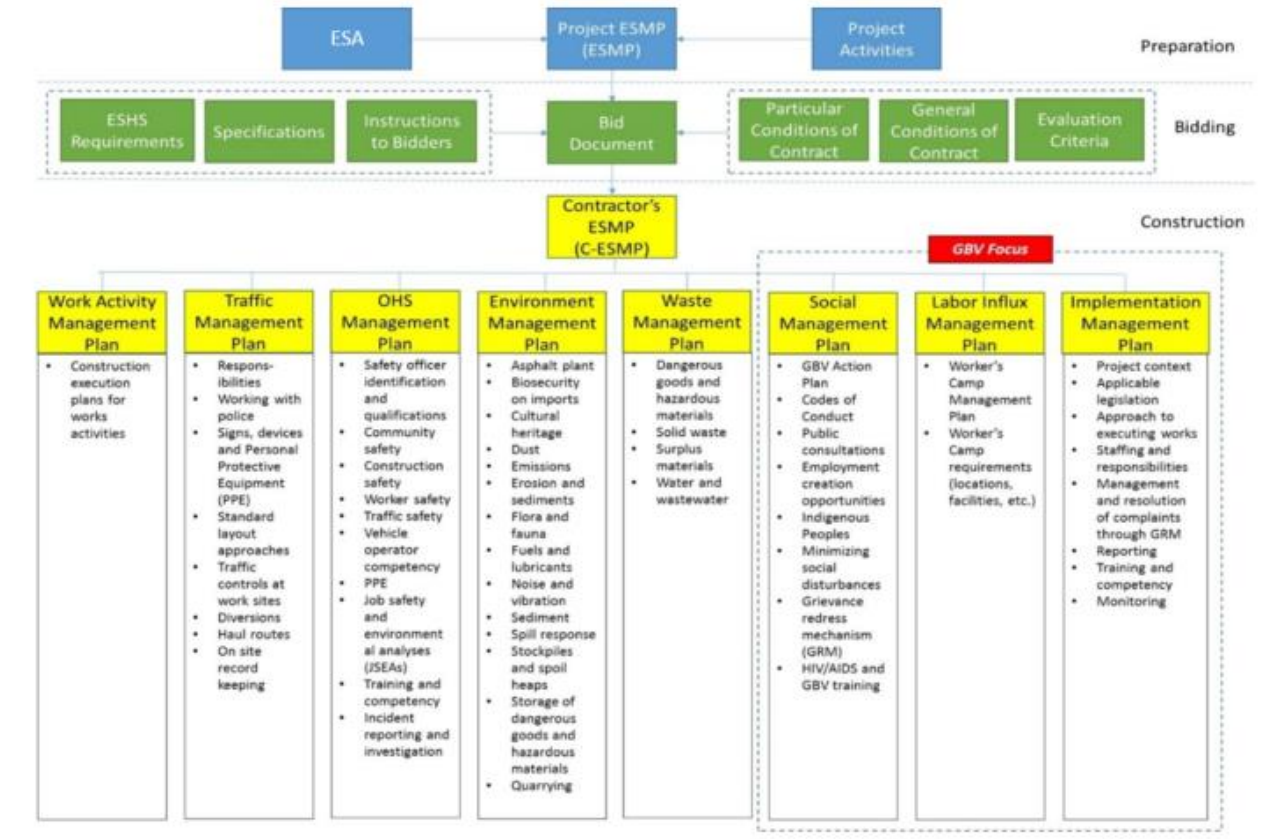 ESA
Project ESMP
(ESMP)
Project
Activities
Preparation
ESHS
Requirements
Specifications
Instructions
to Bidders
Bid
Document
Particular
Conditions of
Contract
General
Conditions of
Contract
Evaluation
Criteria
Bidding
Contractor's
ESMP
(C-ESMP)
Construction
GBV Focus
Work Activity
Management
Plan
• Construction
execution
plans for
works
activities
Traffic
Management
Plan
• Respons-
ibilities
• Working with
police
• Signs, devices
and Personal
Protective
Equipment
(PPE)
• Standard
layout
approaches
• Traffic
controls at
work sites
• Diversions
• Haul routes
• On site
record
keeping
OHS
Management
Plan
• Safety officer
identification
and
qualifications
• Community
safety
• Construction
safety
• Worker safety
• Traffic safety
• Vehicle
operator
competency
• PPE
• Job safety
and
environment
al analyses
(JSEAs)
• Training and
competency
• Incident
reporting and
investigation
Environment
Management
Plan
• Asphalt plant
• Biosecurity
on imports
• Cultural
heritage
• Dust
• Emissions
• Erosion and
sediments
• Flora and
fauna
• Fuels and
lubricants
• Noise and
vibration
• Sediment
• Spill response
• Stockpiles
and spoil
heaps
• Storage of
dangerous
goods and
hazardous
materials
• Quarrying
Waste
Management
Plan
• Dangerous
goods and
hazardous
materials
• Solid waste
• Surplus
materials
• Water and
wastewater
Social
Management
Plan
• GBV Action
Plan
• Codes of
Conduct
• Public
consultations
• Employment
creation
opportunities
• Indigenous
Peoples
• Minimizing
social
disturbances
• Grievance
redress
mechanism
(GRM)
• HIV/AIDS and
GBV training
Labor Influx
Management
Plan
• Worker's
Camp
Management
Plan
• Worker's
Camp
requirements
(locations,
facilities, etc.)
Implementation
Management
Plan
• Project context
• Applicable
legislation
• Approach to
executing works
• Staffing and
responsibilities
• Management
and resolution
of complaints
through GRM
• Reporting
• Training and
competency
• Monitoring